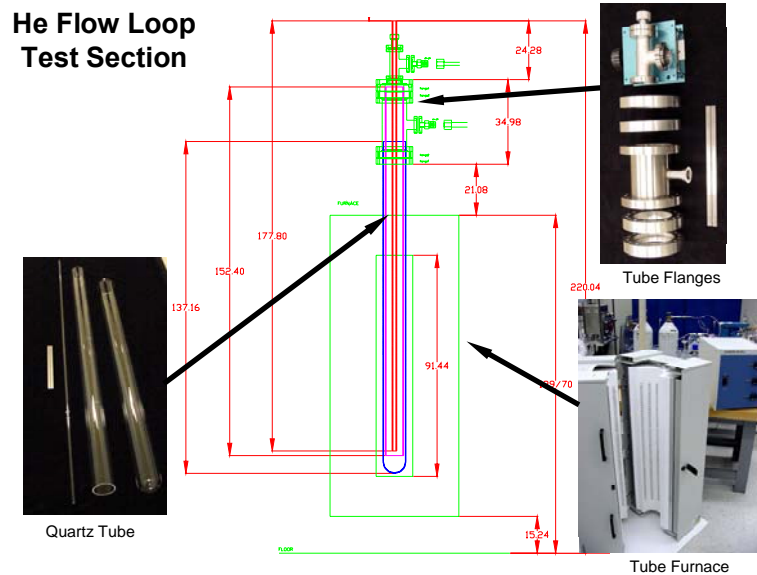 He Flow Loop
Test Section
24.28
34.98
21.08
FURNACE
177.80
152.40
137.16
220.04
91.44
15.24
FLOOR
Tube Flanges
Quartz Tube
Tube Furnace